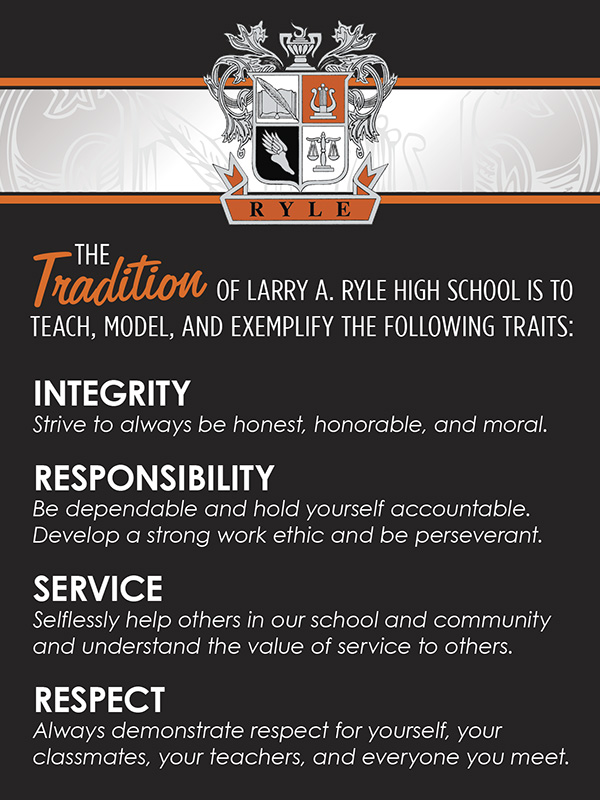 RYLE
THE
Tradition OF LARRY A. RYLE HIGH SCHOOL IS TO
TEACH, MODEL, AND EXEMPLIFY THE FOLLOWING TRAITS:
INTEGRITY
Strive to always be honest, honorable, and moral.
RESPONSIBILITY
Be dependable and hold yourself accountable.
Develop a strong work ethic and be perseverant.
SERVICE
Selflessly help others in our school and community
and understand the value of service to others.
RESPECT
Always demonstrate respect for yourself, your
classmates, your teachers, and everyone you meet.